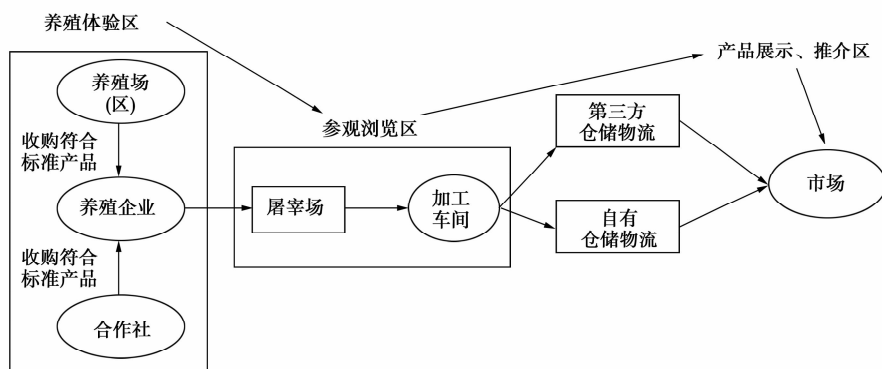 养殖体验区
产品展示、推介区
养殖场
(区)
参观浏览区
第三方
仓储物流
收购符合
标准产品
养殖企业
屠宰场
加工
车间
市场
自有
仓储物流
收购符合
标准产品
合作社